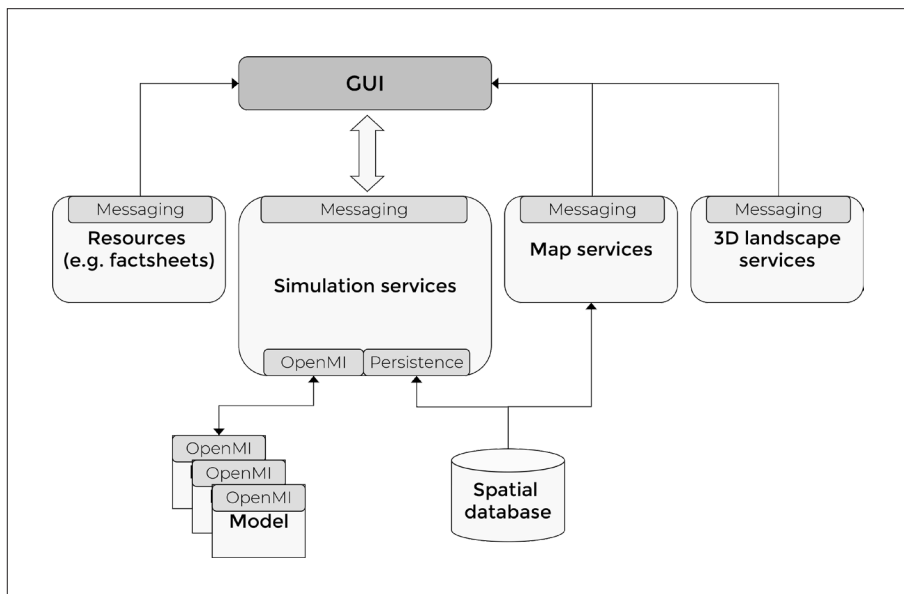 GUI
Messaging
Resources
(e.g. factsheets)
Messaging
Simulation services
OpenMI
Persistence
Messaging
Map services
Messaging
3D landscape
services
OpenMI
OpenMI
OpenMI
Model
Spatial
database